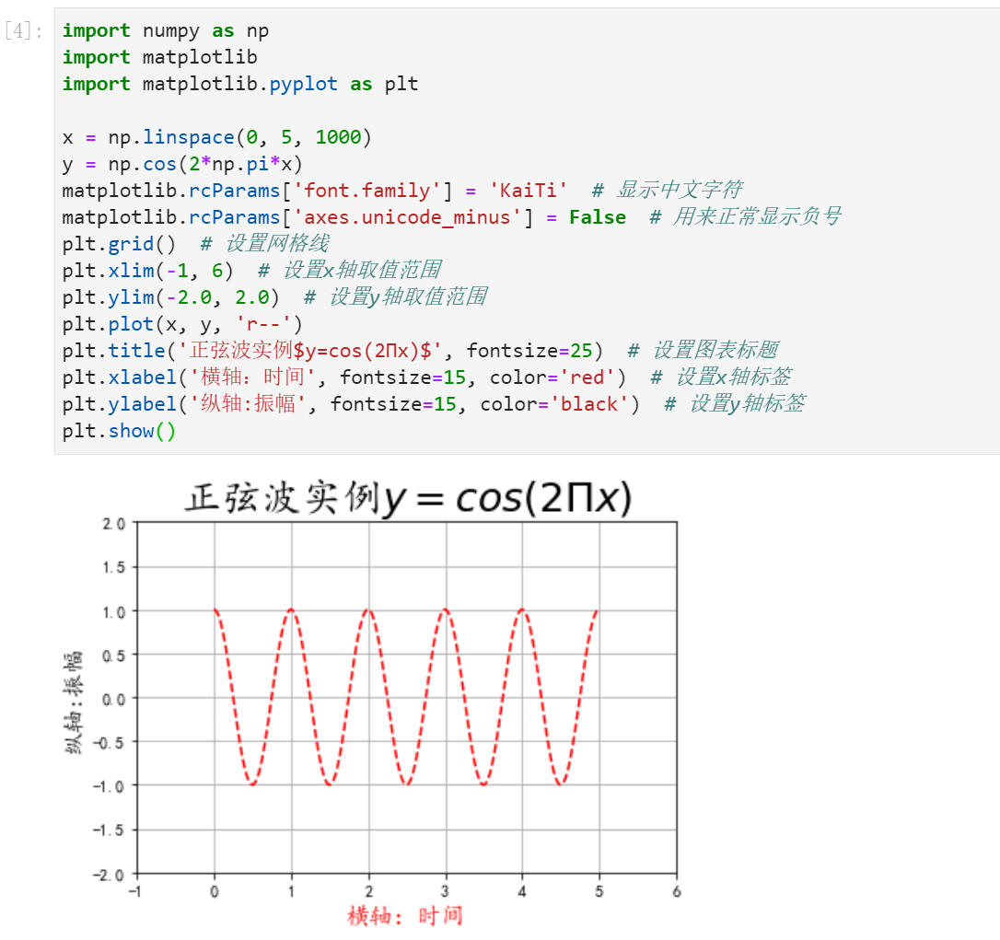 [4]:
import numpy as np
import matplotlib
import matplotlib.pyplot as plt
x = np.linspace(0, 5, 1000)
y = np.cos(2*np.pi*x)
matplotlib.rcParams['font.family'] = 'KaiTi'  # 显示中文字符
matplotlib.rcParams['axes.unicode_minus'] = False  # 用来正常显示负号
plt.grid()  # 设置网格线
plt.xlim(-1, 6)  # 设置x轴取值范围
plt.ylim(-2.0, 2.0)  # 设置y轴取值范围
plt.plot(x, y, 'r--')
plt.title('正弦波实例$y=cos(2Πx)$', fontsize=25)  # 设置图表标题
plt.xlabel('横轴：时间', fontsize=15, color='red')  # 设置x轴标签
plt.ylabel('纵轴:振幅', fontsize=15, color='black')  # 设置y轴标签
plt.show()
正弦波实例y = cos(2Πx)
2.0
1.5
1.0
0.5
0.0
-0.5
-1.0
-1.5
-2.0
纵轴:振幅
-1 0 1 2 3 4 5 6
横轴：时间